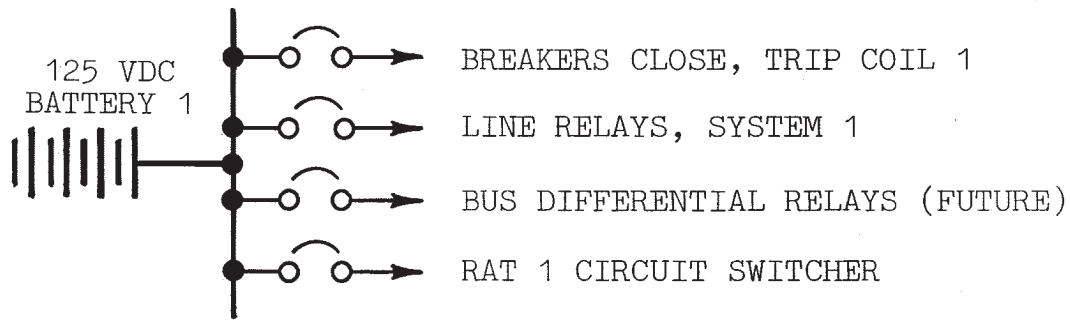 BREAKERS CLOSE, TRIP COIL 1
125 VDC
BATTERY 1
LINE RELAYS, SYSTEM 1
BUS DIFFERENTIAL RELAYS (FUTURE)
RAT 1 CIRCUIT SWITCHER